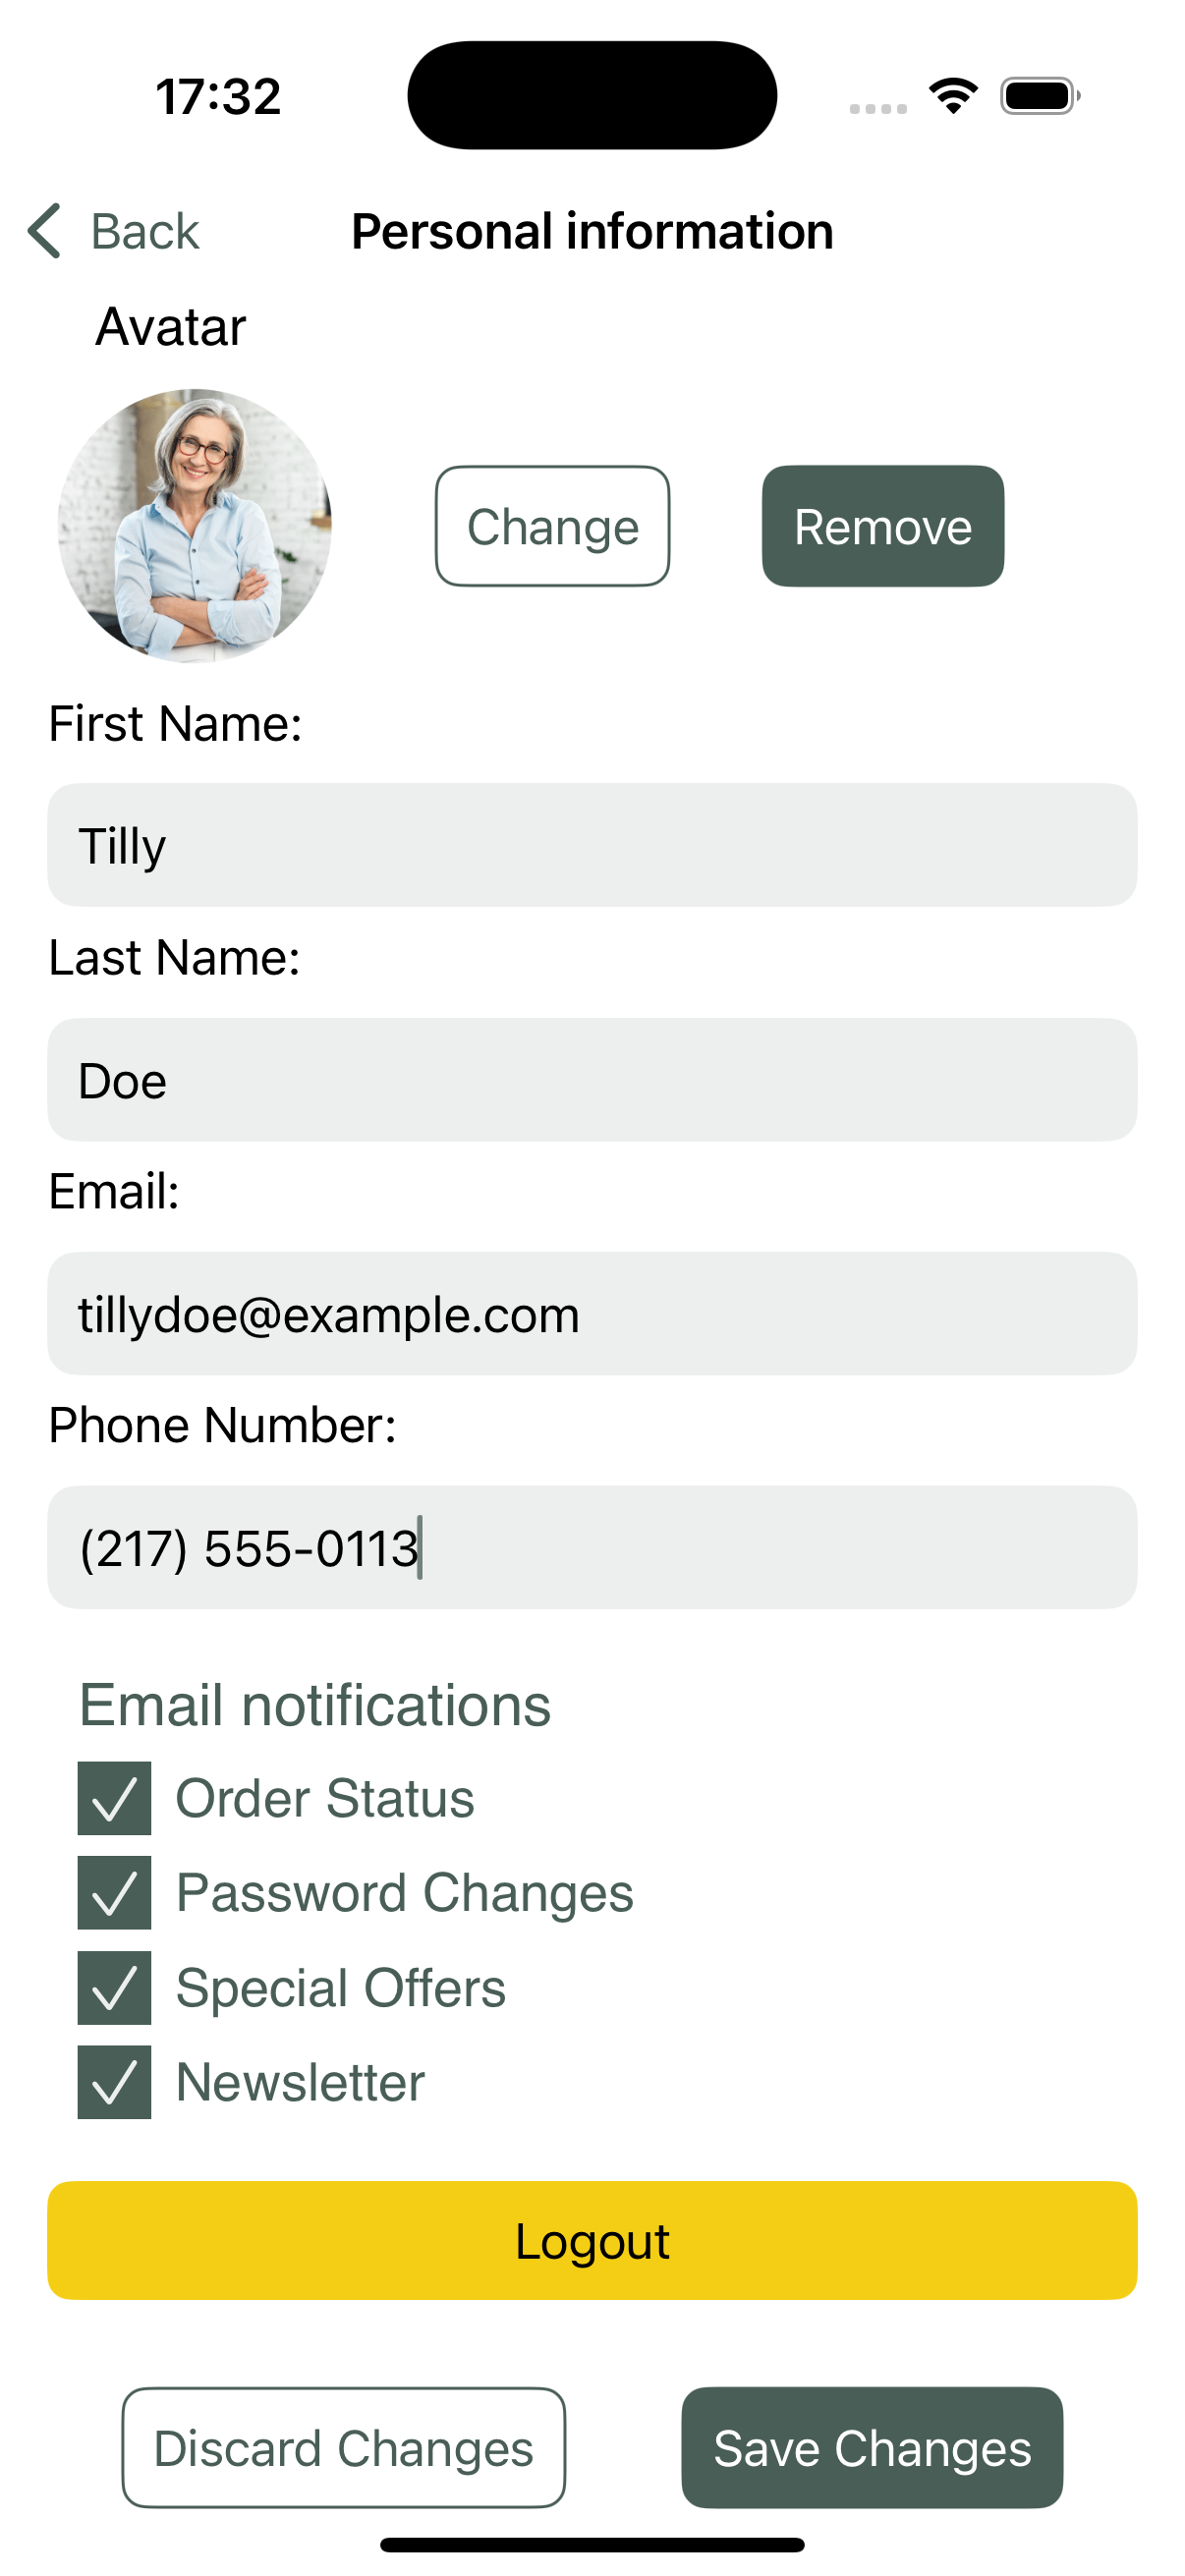 17:32
Back Personal information
Avatar
Change Remove
First Name:
Tilly
Last Name:
Doe
Email:
tillydoe@example.com
Phone Number:
(217) 555-0113
Email notifications
Order Status
Password Changes
Special Offers
Newsletter
Logout
Discard Changes Save Changes